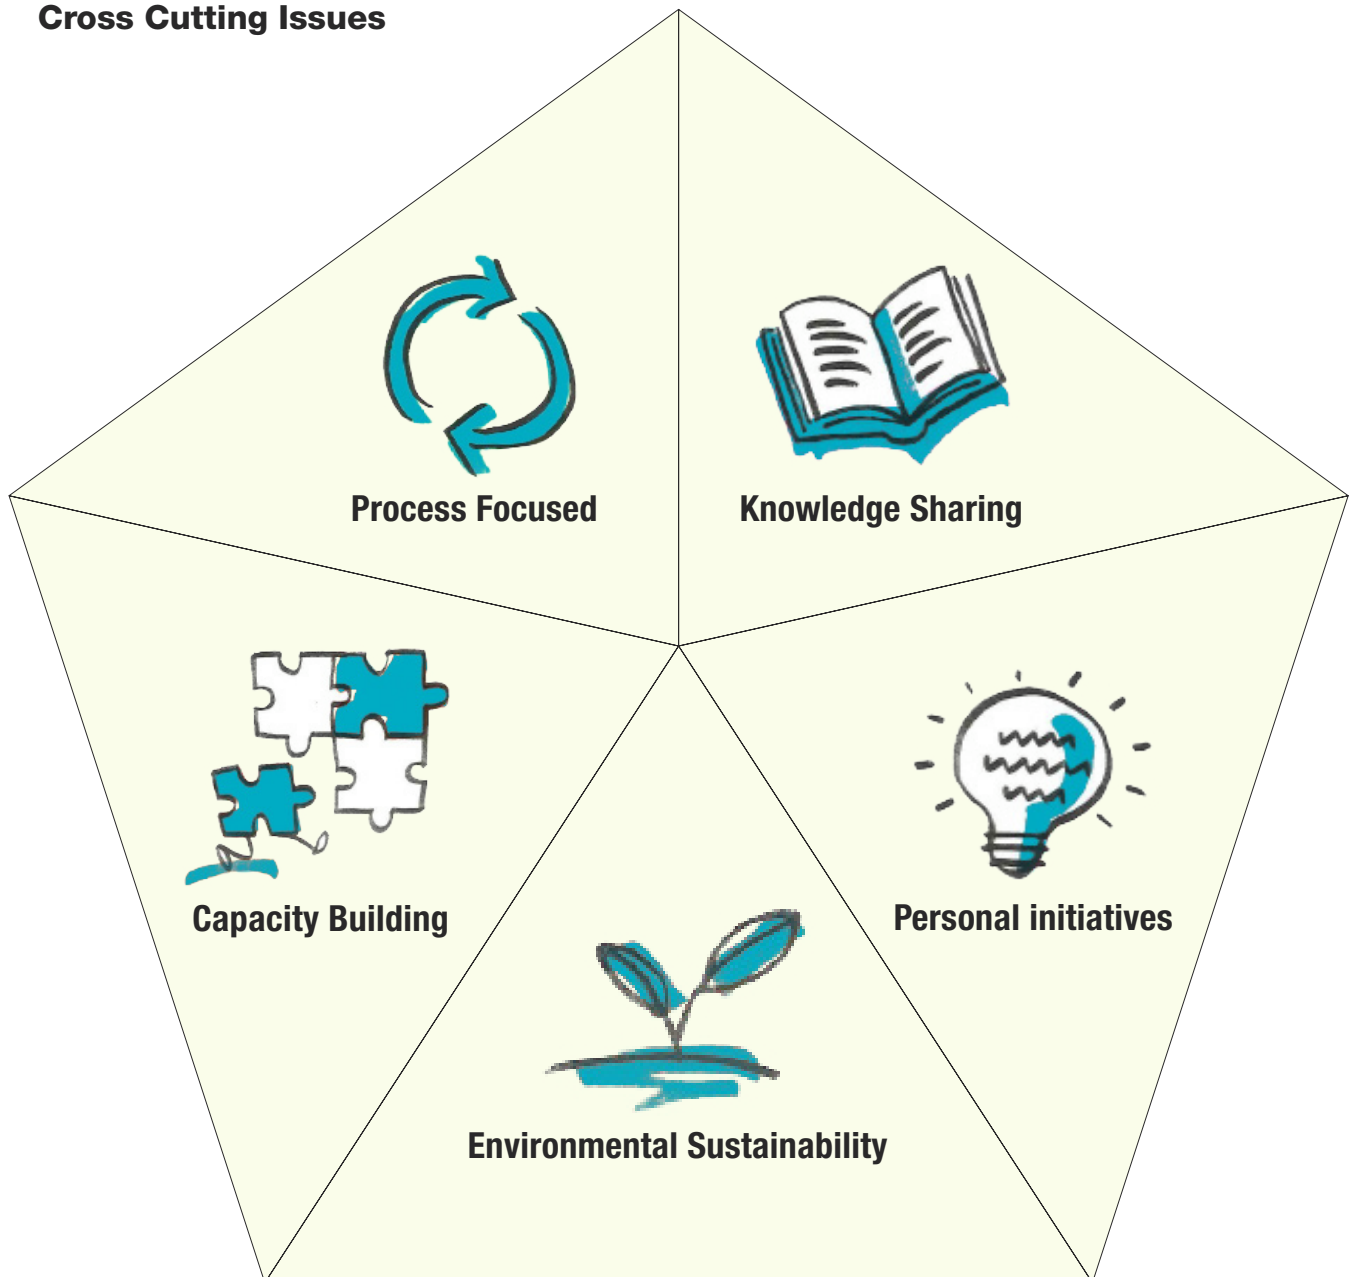 Cross Cutting Issues
Process Focused
Knowledge Sharing
Capacity Building
Personal initiatives
Environmental Sustainability